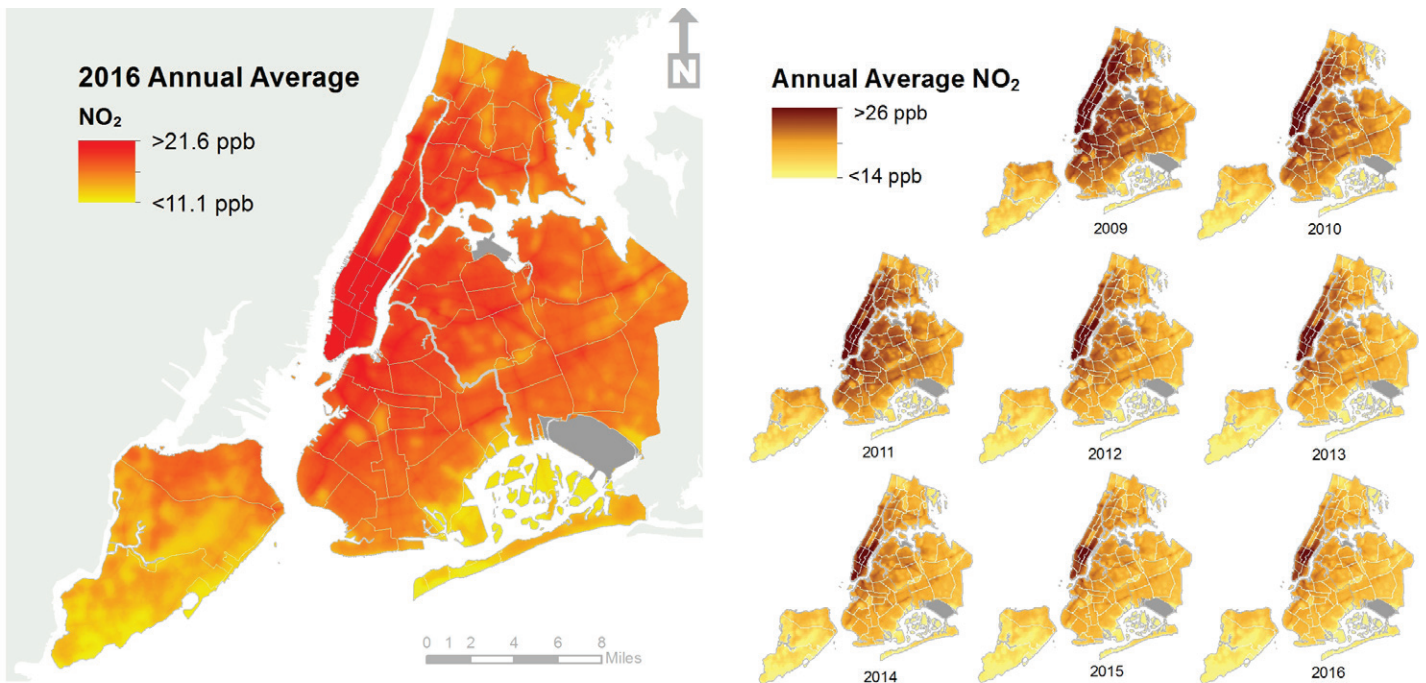 2016 Annual Average
NO₂
>21.6 ppb
<11.1 ppb
N
0 1 2 4 6 8
Miles
Annual Average NO₂
>26 ppb
<14 ppb
2009
2010
2011
2012
2013
2014
2015
2016